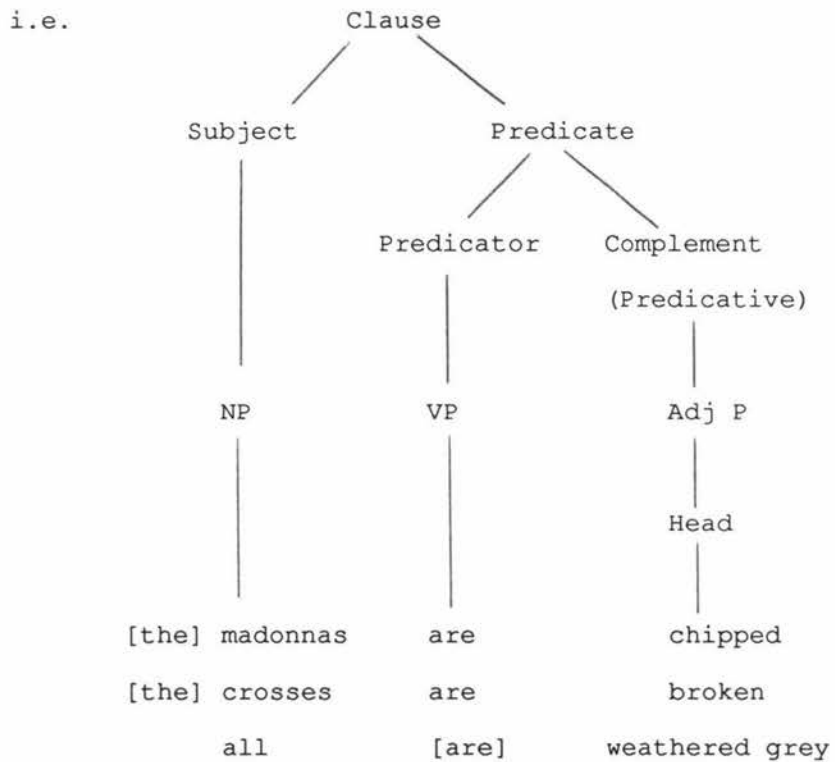 i.e. Clause
Subject Predicate
Predicator Complement
(Predicative)
NP VP Adj P
Head
[the] madonnas are chipped
[the] crosses are broken
all [are] weathered grey